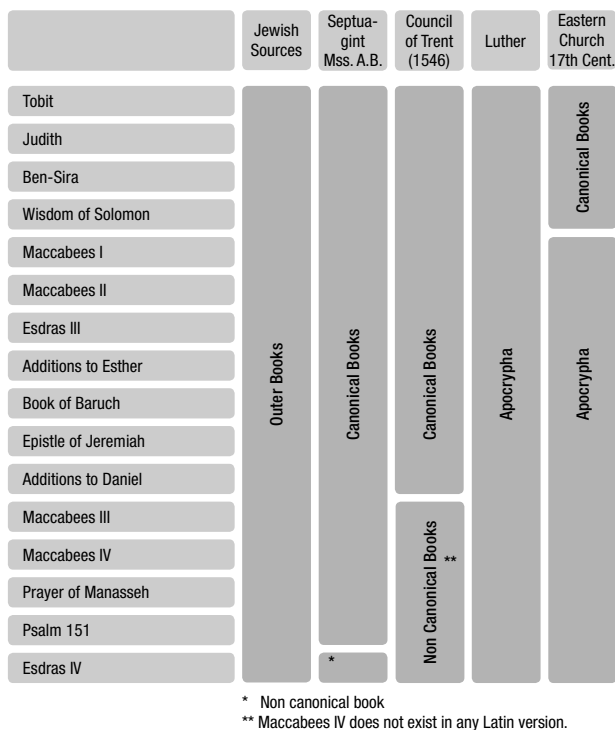 Jewish
Sources
Septua-
gint
Mss. A.B.
Council
of Trent
(1546)
Luther
Eastern
Church
17th Cent.
Tobit
Judith
Ben-Sira
Wisdom of Solomon
Maccabees I
Maccabees II
Esdras III
Additions to Esther
Book of Baruch
Epistle of Jeremiah
Additions to Daniel
Maccabees III
Maccabees IV
Prayer of Manasseh
Psalm 151
Esdras IV
Outer Books
Canonical Books
*
Canonical Books
Non Canonical Books
**
Apocrypha
Canonical Books
Apocrypha
* Non canonical book
** Maccabees IV does not exist in any Latin version.